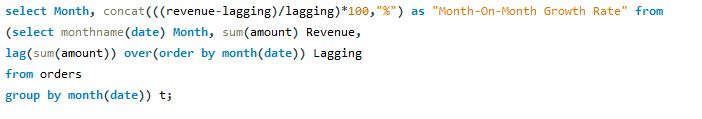 select Month, concat(((revenue-lagging)/lagging)*100,"%") as "Month-On-Month Growth Rate" from
(select monthname(date) Month, sum(amount) Revenue,
lag(sum(amount)) over(order by month(date)) Lagging
from orders
group by month(date)) t;